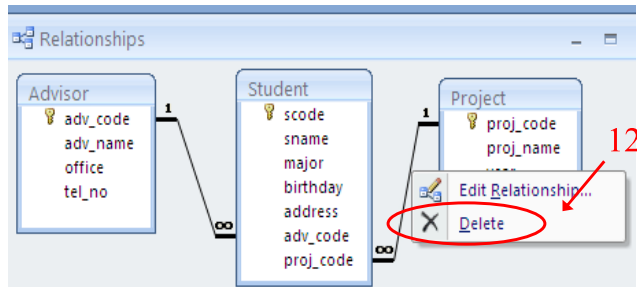 Relationships
Advisor
adv_code
adv_name
office
tel_no
1
∞
Student
scode
sname
major
birthday
address
adv_code
proj_code
1
∞
Project
proj_code
proj_name
12
Edit Relationship...
Delete